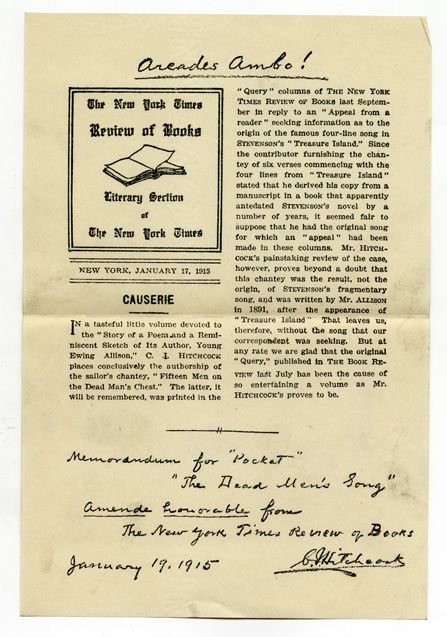 Arcades Ambo!
The New York Times
Review of Books
Literary Section
of
The New York Times
NEW YORK, JANUARY 17, 1915
CAUSERIE
IN a tasteful little volume devoted to
the "Story of a Poem and a Remi-
niscent Sketch of Its Author, Young
Ewing Allison," C. J. HITCHCOCK
places conclusively the authorship of
the sailor's chantey, "Fifteen Men on
the Dead Man's Chest." The latter, it
will be remembered, was printed in the
"Query" columns of THE NEW YORK
TIMES REVIEW OF BOOKS last Septem-
ber in reply to an "Appeal from a
reader" seeking information as to the
origin of the famous four-line song in
STEVENSON'S "Treasure Island." Since
the contributor furnishing the chan-
tey of six verses commencing with the
four lines from "Treasure Island"
stated that he derived his copy from a
manuscript in a book that apparently
antedated STEVENSON'S novel by a
number of years, it seemed fair to
suppose that he had the original song
for which an "appeal" had been
made in these columns. Mr. HITCH-
COCK'S painstaking review of the case,
however, proves beyond a doubt that
this chantey was the result, not the
origin, of STEVENSON'S fragmentary
song, and was written by Mr. ALLISON
in 1891, after the appearance of
"Treasure Island" That leaves us,
therefore, without the song that our
correspondent was seeking. But at
any rate we are glad that the original
"Query," published in THE BOOK RE-
VIEW last July has been the cause of
so entertaining a volume as Mr.
HITCHCOCK'S proves to be.
Memorandum for "Pocket"
"The Dead Men's Song"
Amende honorable from
The New York Times Review of Books
January 19. 1915
C. I. Hitchcock